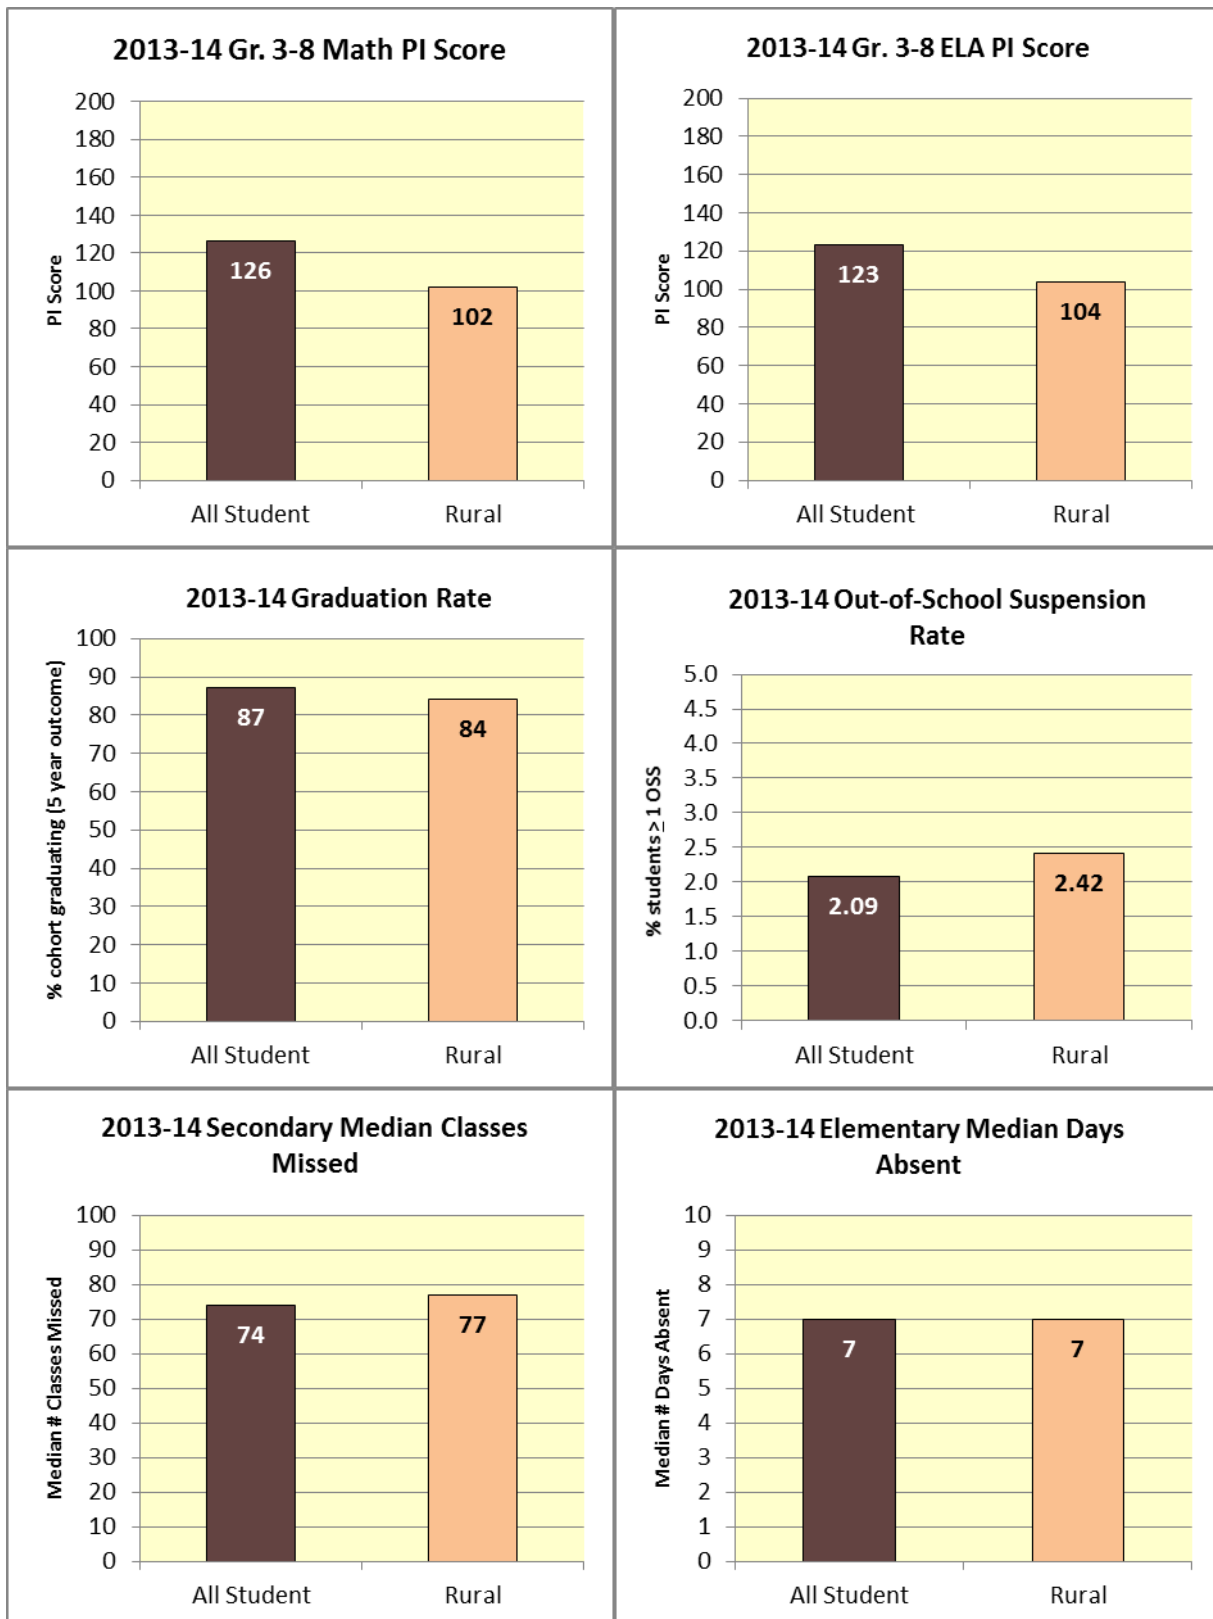 2013-14 Gr. 3-8 Math PI Score
PI Score
200
180
160
140
120
100
80
60
40
20
0
126
102
All Student
Rural
2013-14 Gr. 3-8 ELA PI Score
PI Score
200
180
160
140
120
100
80
60
40
20
0
123
104
All Student
Rural
2013-14 Graduation Rate
% cohort graduating (5 year outcome)
100
90
80
70
60
50
40
30
20
10
0
87
84
All Student
Rural
2013-14 Out-of-School Suspension
Rate
% students ≥ 1 OSS
5.0
4.5
4.0
3.5
3.0
2.5
2.0
1.5
1.0
0.5
0.0
2.09
2.42
All Student
Rural
2013-14 Secondary Median Classes
Missed
Median # Classes Missed
100
90
80
70
60
50
40
30
20
10
0
74
77
All Student
Rural
2013-14 Elementary Median Days
Absent
Median # Days Absent
10
9
8
7
6
5
4
3
2
1
0
7
7
All Student
Rural